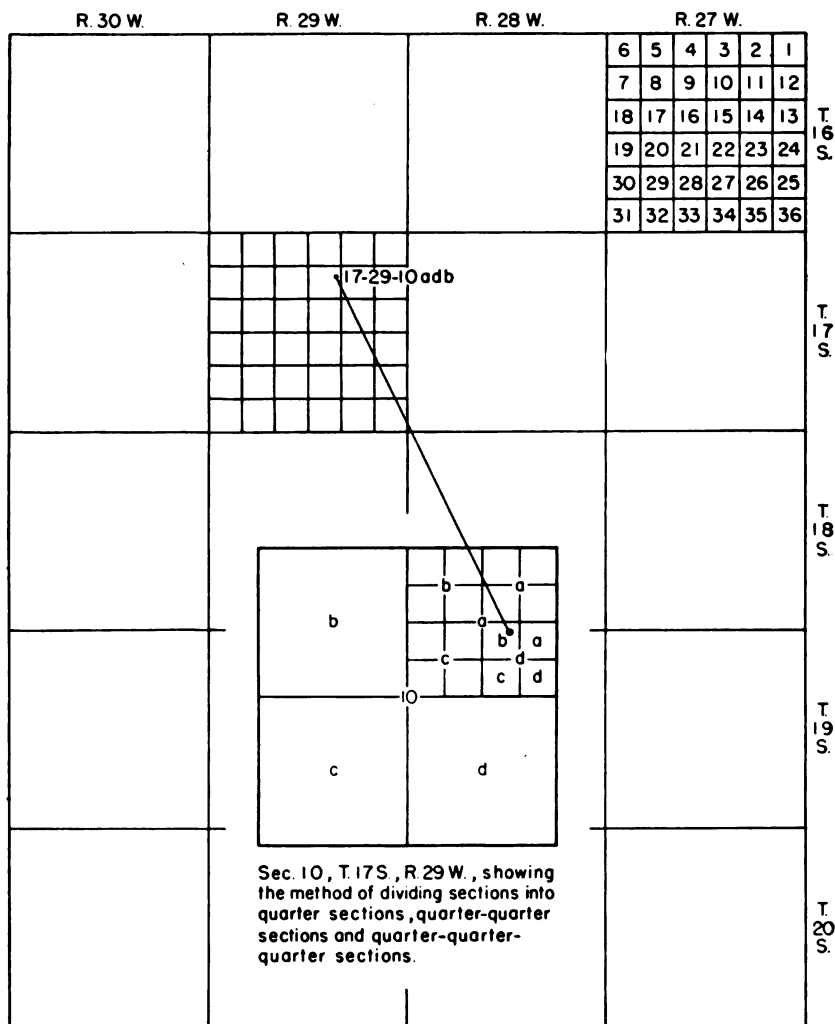 R. 30 W. R. 29 W. R. 28 W. R. 27 W.
6 5 4 3 2 1
7 8 9 10 11 12
18 17 16 15 14 13
19 20 21 22 23 24
30 29 28 27 26 25
31 32 33 34 35 36
T.
16
S.
17-29-10adb
T.
17
S.
T.
18
S.
b a
b a
b a
c d
c d
10
c d
T.
19
S.
Sec. 10, T. 17 S., R. 29 W., showing
the method of dividing sections into
quarter sections, quarter-quarter
sections and quarter-quarter-
quarter sections.
T.
20
S.